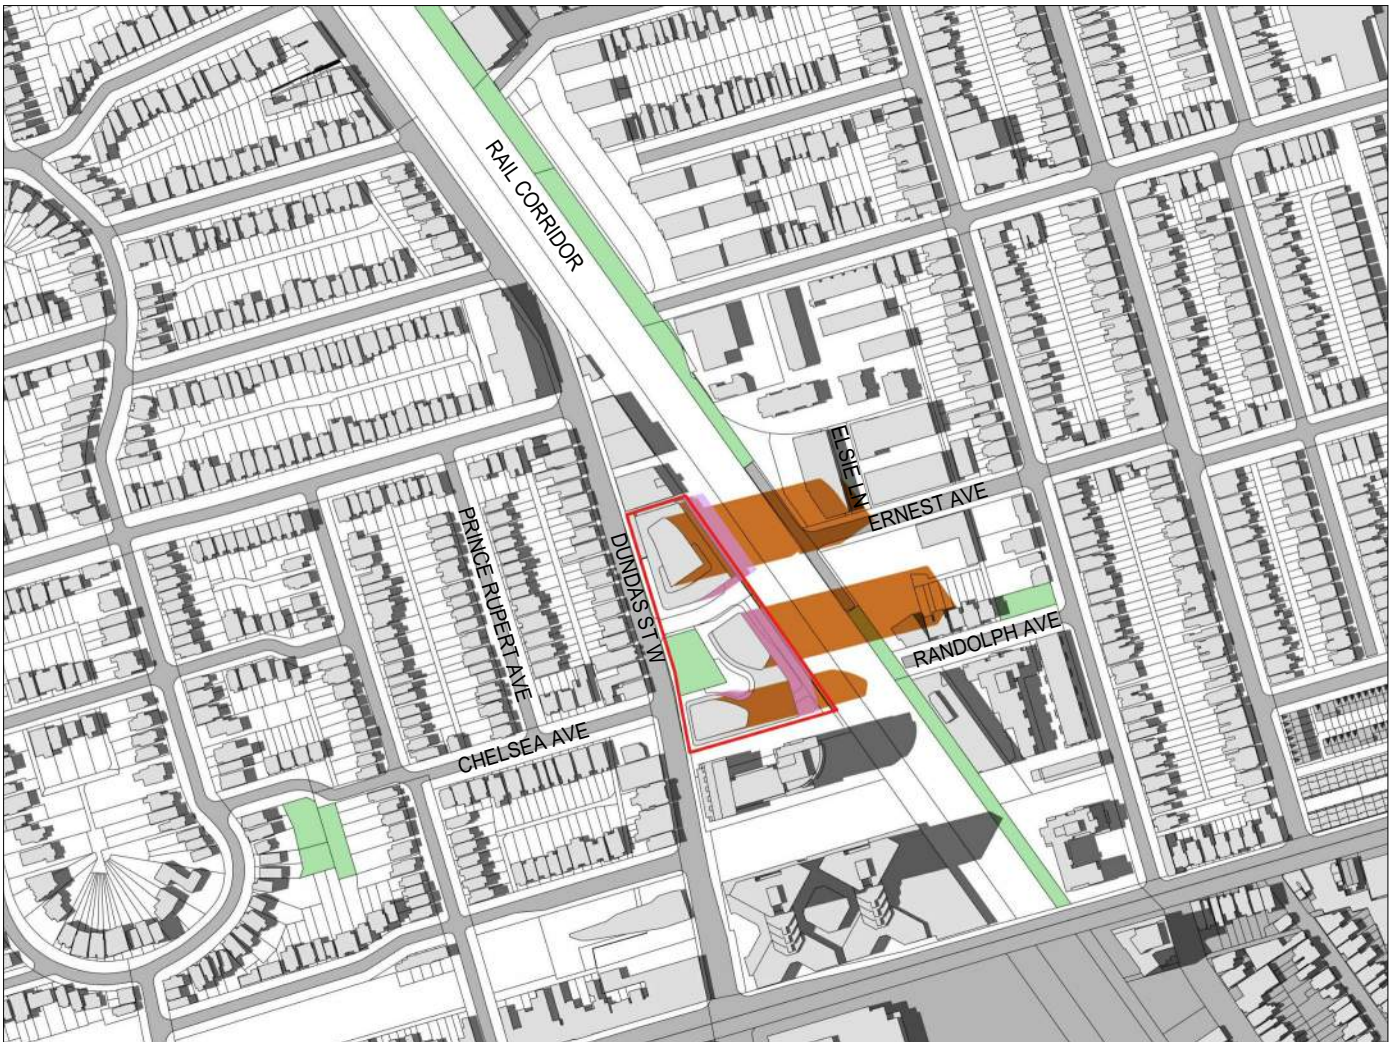 RAIL CORRIDOR
ELSIE LN
ERNEST AVE
PRINCE RUPERT AVE
DUNDAS ST W
RANDOLPH AVE
CHELSEA AVE